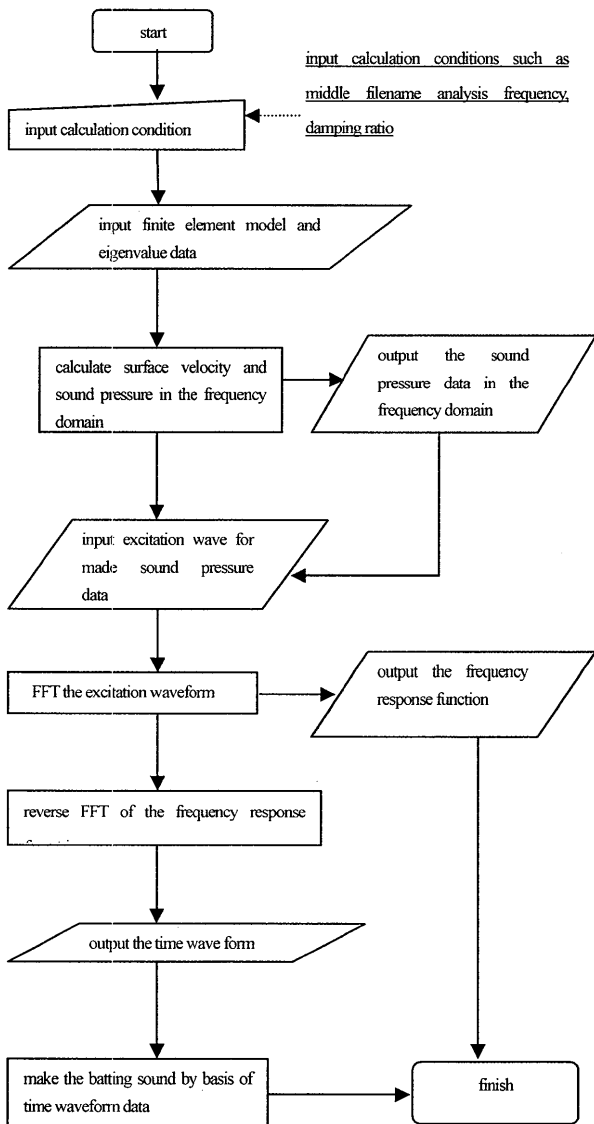 start
input calculation conditions such as
middle filename analysis frequency,
damping ratio
input calculation condition
input finite element model and
eigenvalue data
calculate surface velocity and
sound pressure in the frequency
domain
output the sound
pressure data in the
frequency domain
input excitation wave for
made sound pressure
data
FFT the excitation waveform
output the frequency
response function
reverse FFT of the frequency response
output the time wave form
make the batting sound by basis of
time waveform data
finish